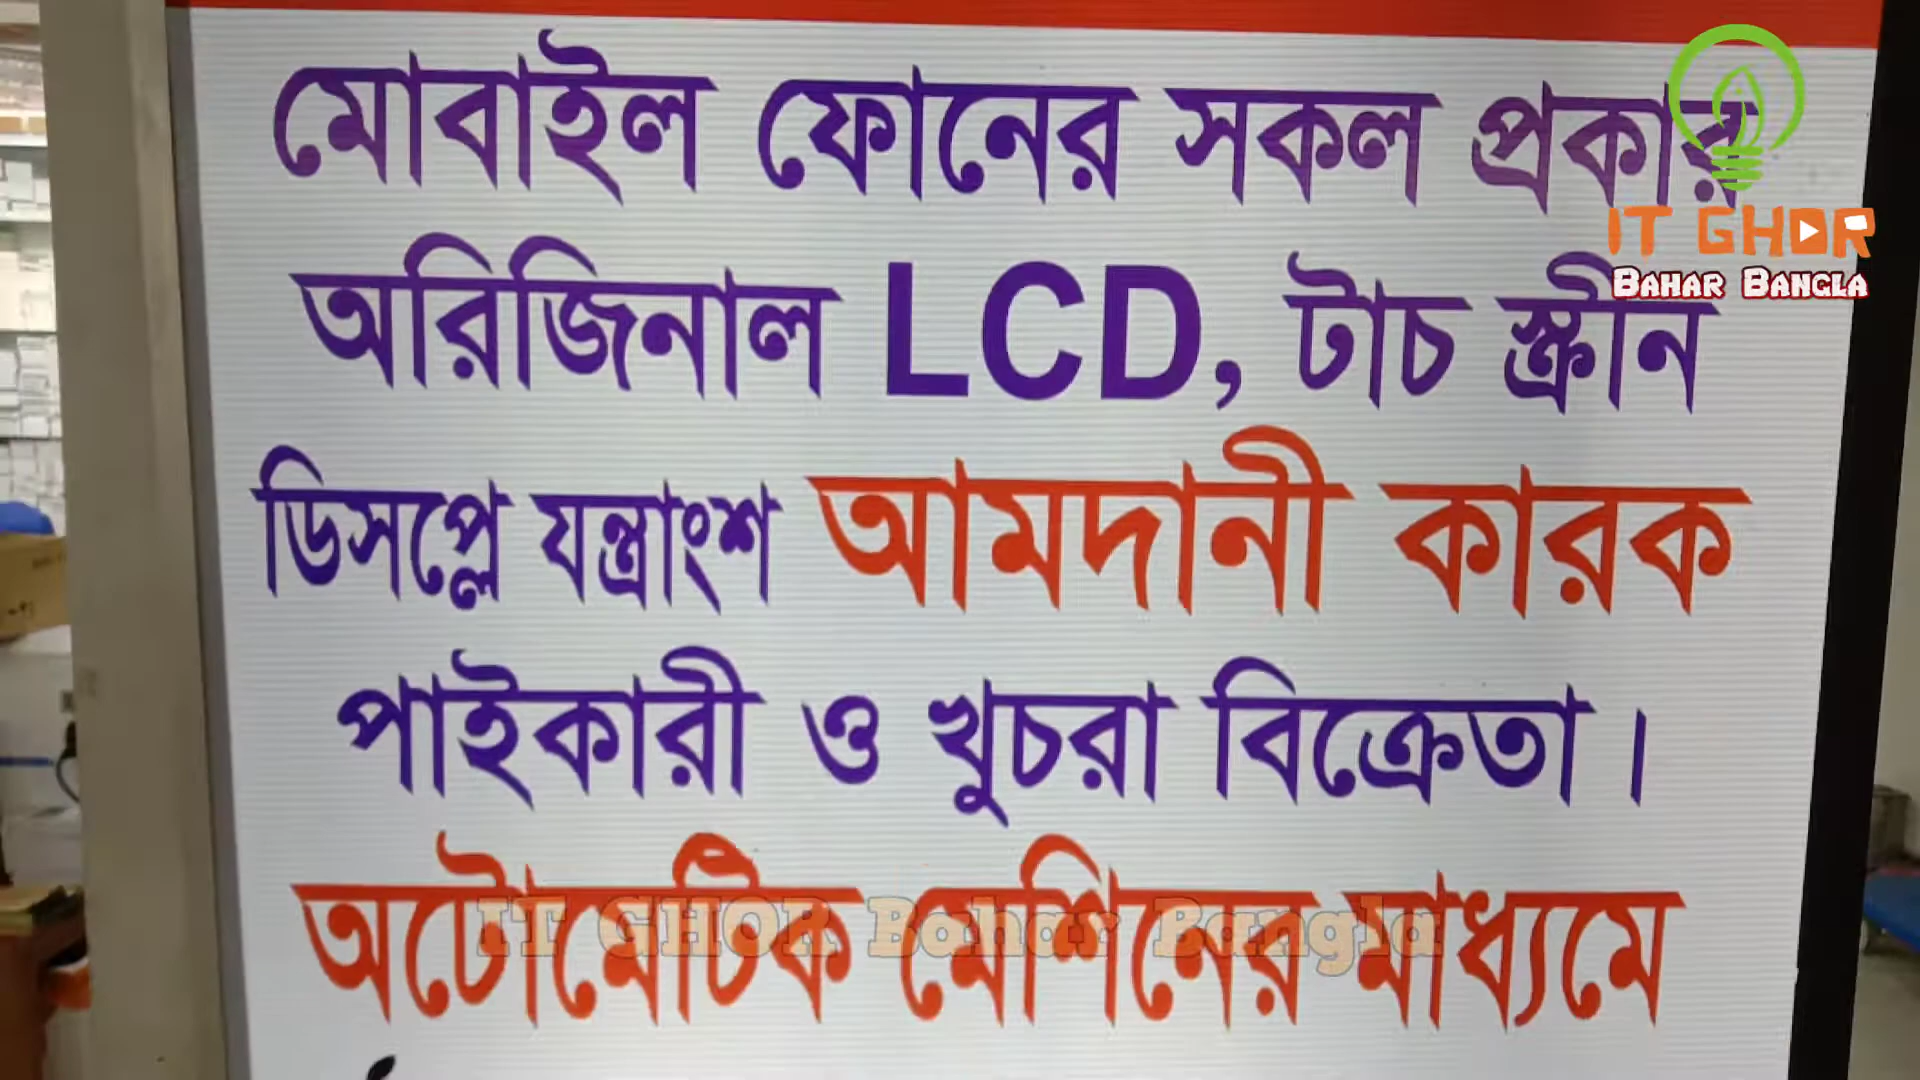 মোবাইল ফোনের সকল প্রকার
অরিজিনাল LCD, টাচ স্ক্রীন
ডিসপ্লে যন্ত্রাংশ আমদানী কারক
পাইকারী ও খুচরা বিক্রেতা।
অটোমেটিক মেশিনের মাধ্যমে
IT GHOR
BAHAR BANGLA
IT GHOR Bahar Bangla